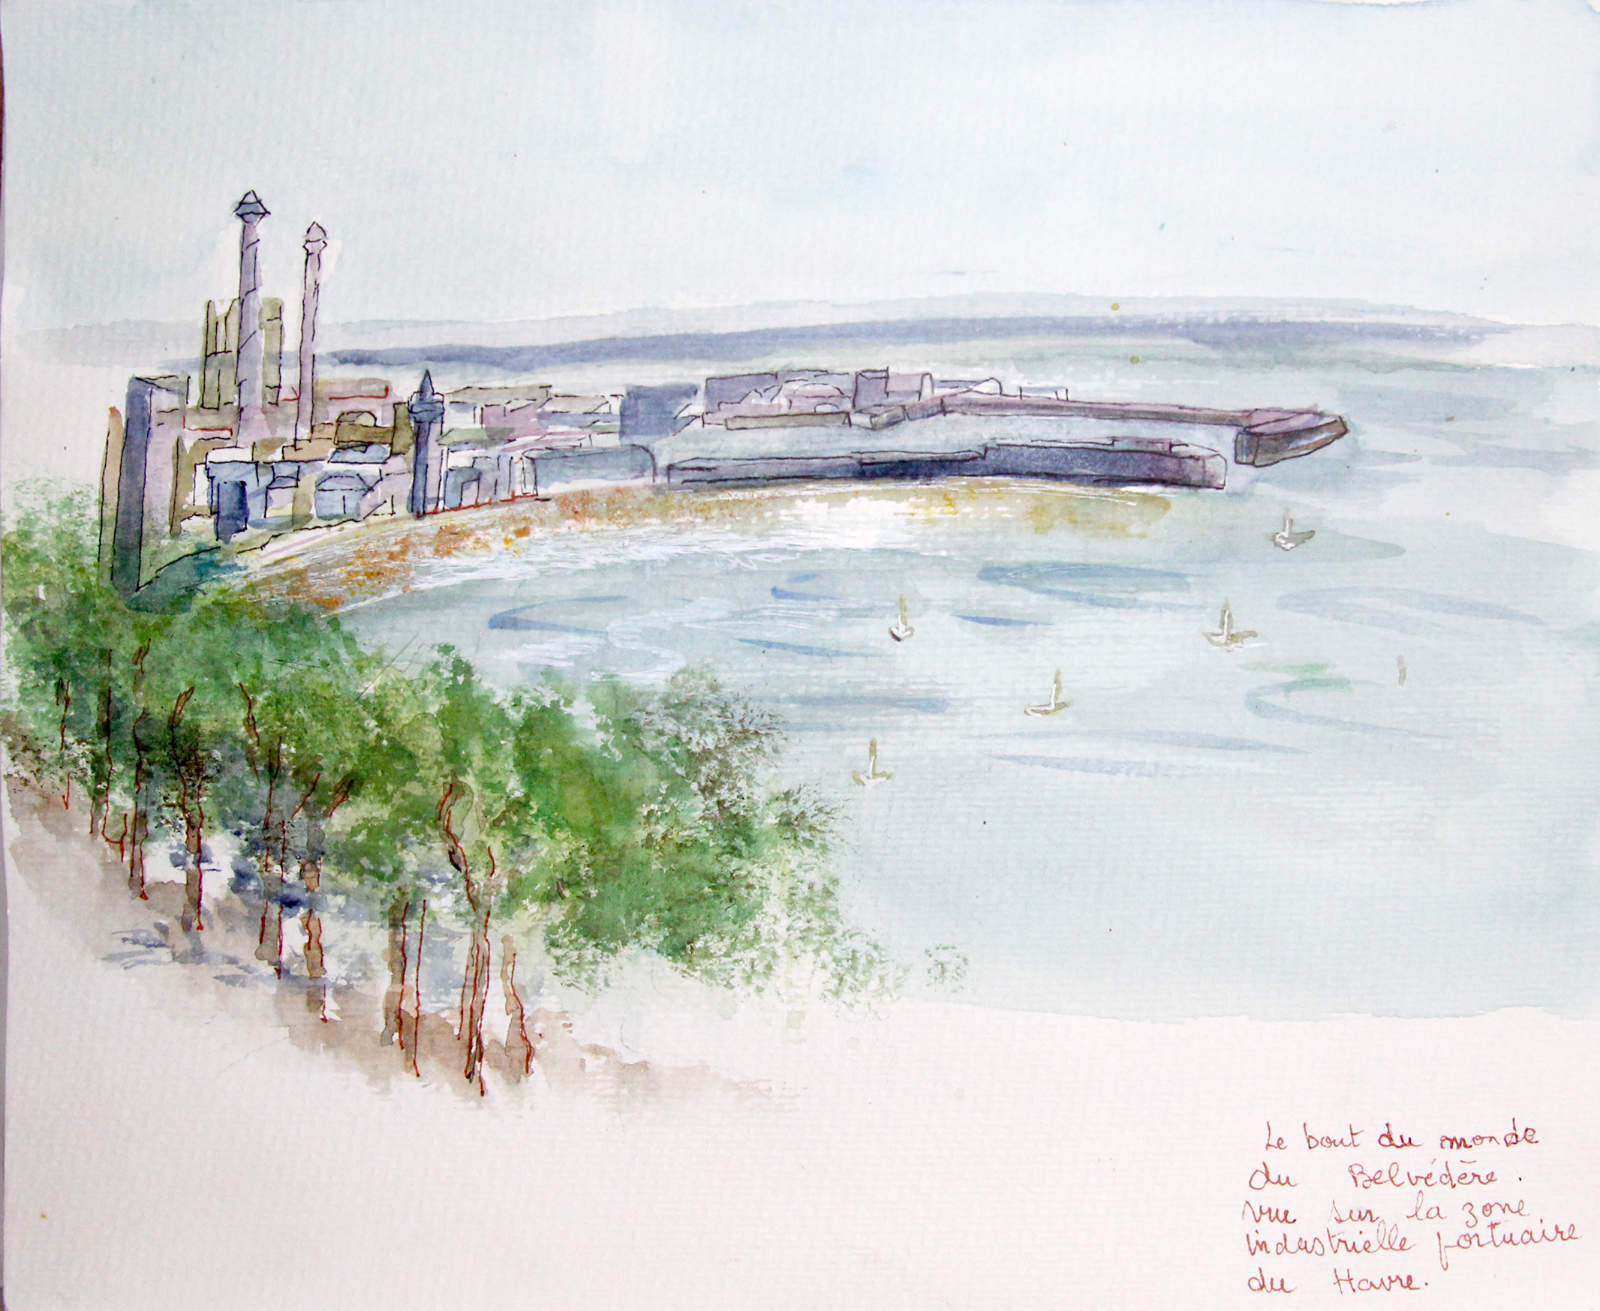 Le bout du monde
du Belvédère.
vue sur la zone
industrielle portuaire
du Havre.